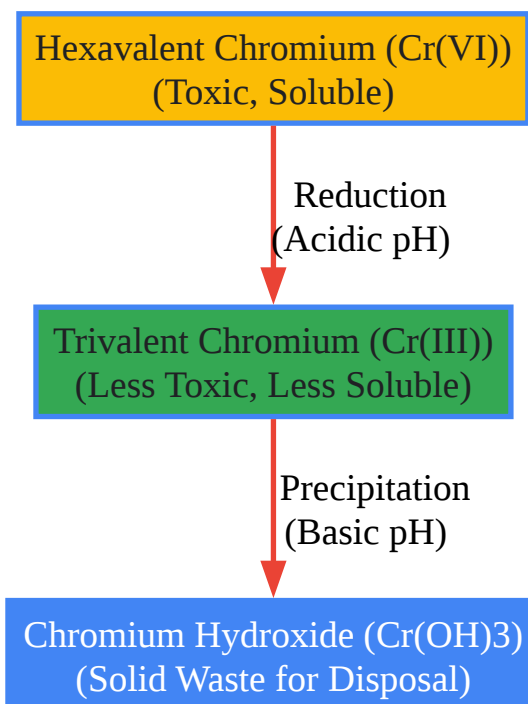 Hexavalent Chromium (Cr(VI))
(Toxic, Soluble)
Reduction
(Acidic pH)
Trivalent Chromium (Cr(III))
(Less Toxic, Less Soluble)
Precipitation
(Basic pH)
Chromium Hydroxide (Cr(OH)3)
(Solid Waste for Disposal)